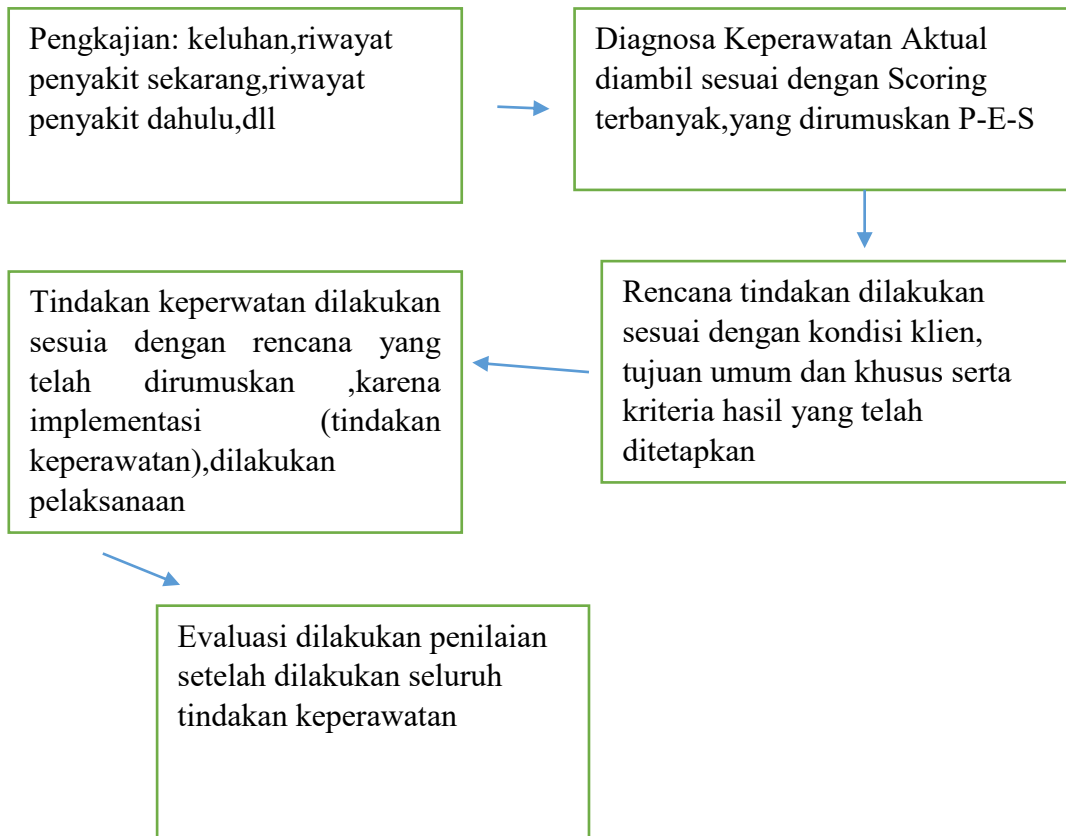 Pengkajian: keluhan,riwayat
penyakit sekarang,riwayat
penyakit dahulu,dll
Diagnosa Keperawatan Aktual
diambil sesuai dengan Scoring
terbanyak,yang dirumuskan P-E-S
Rencana tindakan dilakukan
sesuai dengan kondisi klien,
tujuan umum dan khusus serta
kriteria hasil yang telah
ditetapkan
Tindakan keperwatan dilakukan
sesuia dengan rencana yang
telah dirumuskan ,karena
implementasi (tindakan
keperawatan),dilakukan
pelaksanaan
Evaluasi dilakukan penilaian
setelah dilakukan seluruh
tindakan keperawatan